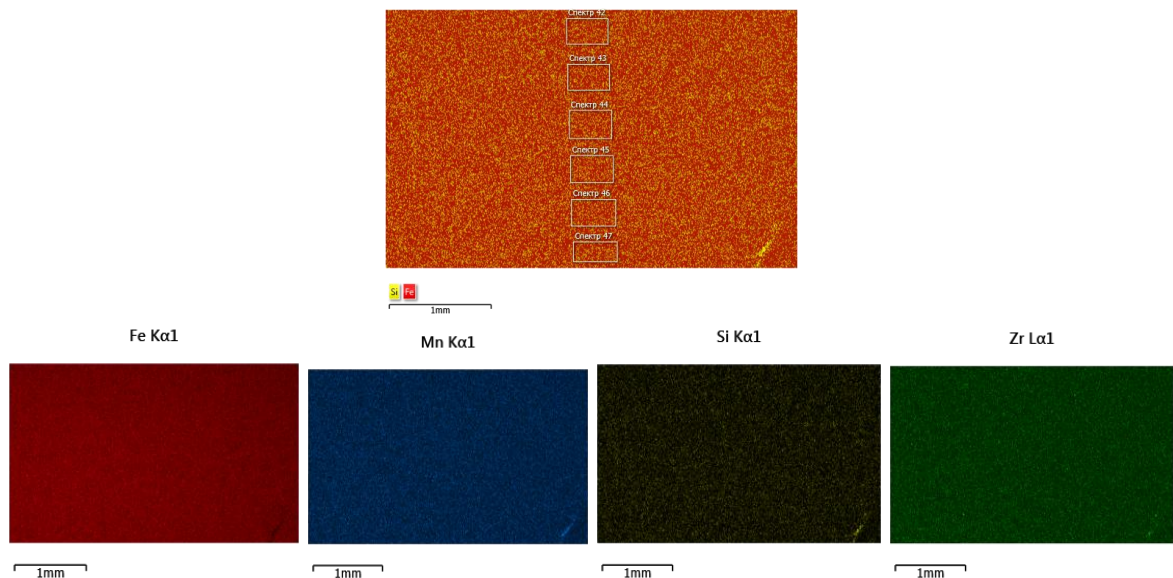 Спектр 42
Спектр 43
Спектр 44
Спектр 45
Спектр 46
Спектр 47
Si Fe
1mm
Fe Kα1
Mn Kα1
Si Kα1
Zr Lα1
1mm
1mm
1mm
1mm